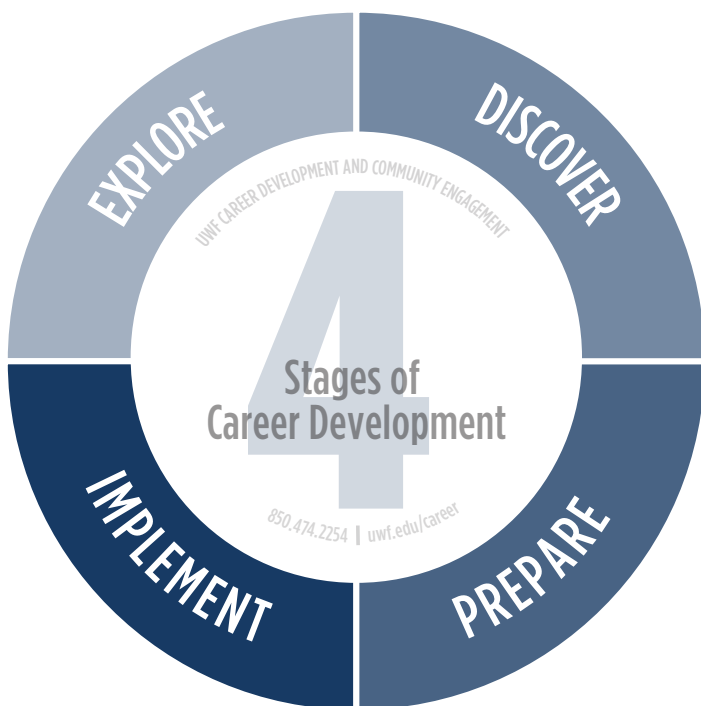 EXPLORE
DISCOVER
UWF CAREER DEVELOPMENT AND COMMUNITY ENGAGEMENT
4
Stages of
Career Development
850.474.2254 | uwf.edu/career
IMPLEMENT
PREPARE